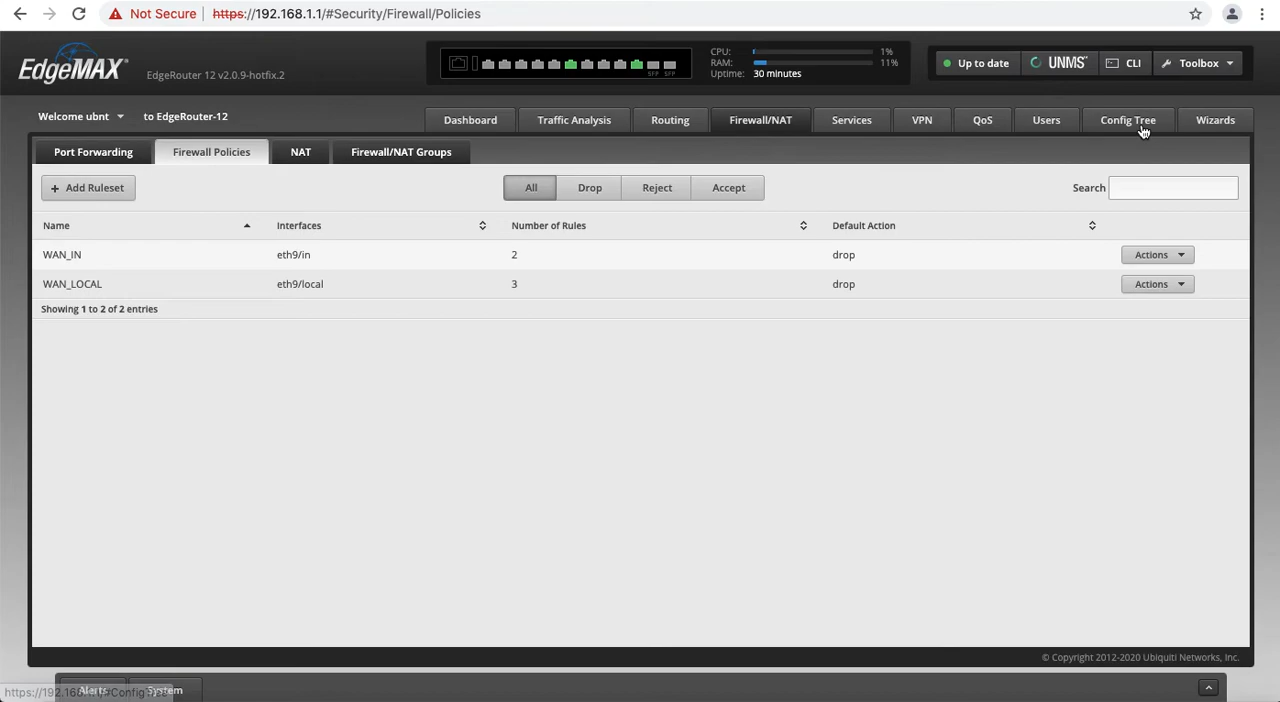 Not Secure https://192.168.1.1/#Security/Firewall/Policies
EdgeMAX® EdgeRouter 12 v2.0.9-hotfix.2
CPU: 1%
RAM: 11%
Uptime: 30 minutes
SFP SFP
Up to date UNMS CLI Toolbox
Welcome ubnt to EdgeRouter-12
Dashboard Traffic Analysis Routing Firewall/NAT Services VPN QoS Users Config Tree Wizards
Port Forwarding Firewall Policies NAT Firewall/NAT Groups
+ Add Ruleset All Drop Reject Accept Search
Name Interfaces Number of Rules Default Action
WAN_IN eth9/in 2 drop Actions
WAN_LOCAL eth9/local 3 drop Actions
Showing 1 to 2 of 2 entries
© Copyright 2012-2020 Ubiquiti Networks, Inc.
Alerts System